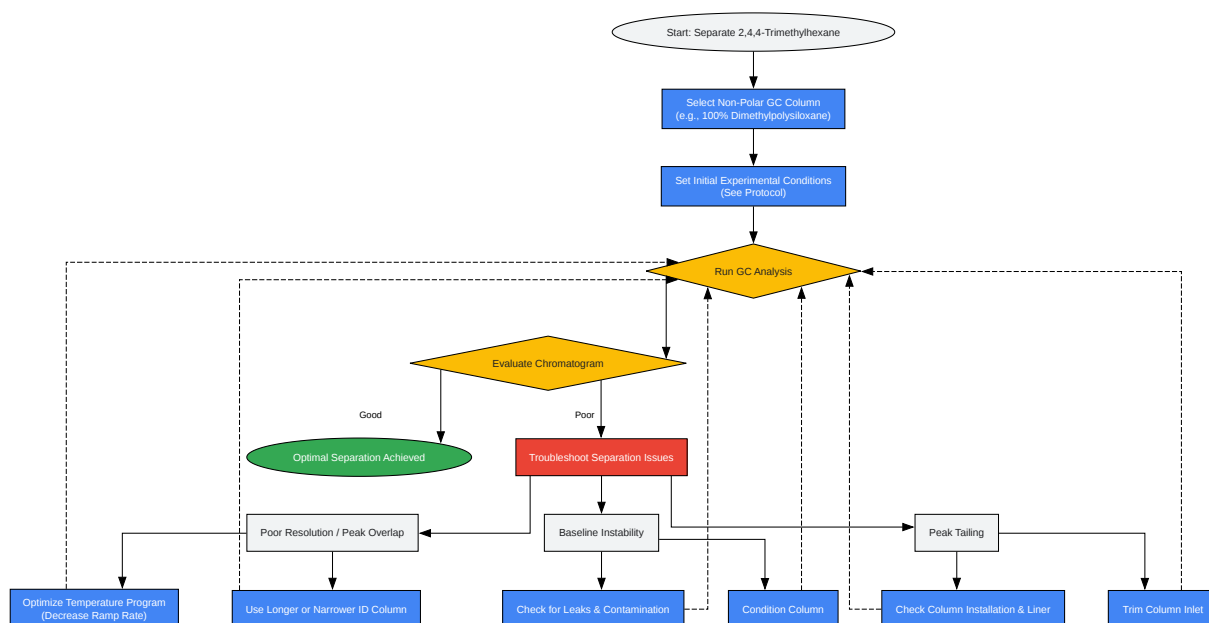 Start: Separate 2,4,4-Trimethylhexane
Select Non-Polar GC Column
(e.g., 100% Dimethylpolysiloxane)
Set Initial Experimental Conditions
(See Protocol)
Run GC Analysis
Evaluate Chromatogram
Good
Poor
Optimal Separation Achieved
Troubleshoot Separation Issues
Poor Resolution / Peak Overlap
Baseline Instability
Peak Tailing
Optimize Temperature Program
(Decrease Ramp Rate)
Use Longer or Narrower ID Column
Check for Leaks & Contamination
Condition Column
Check Column Installation & Liner
Trim Column Inlet